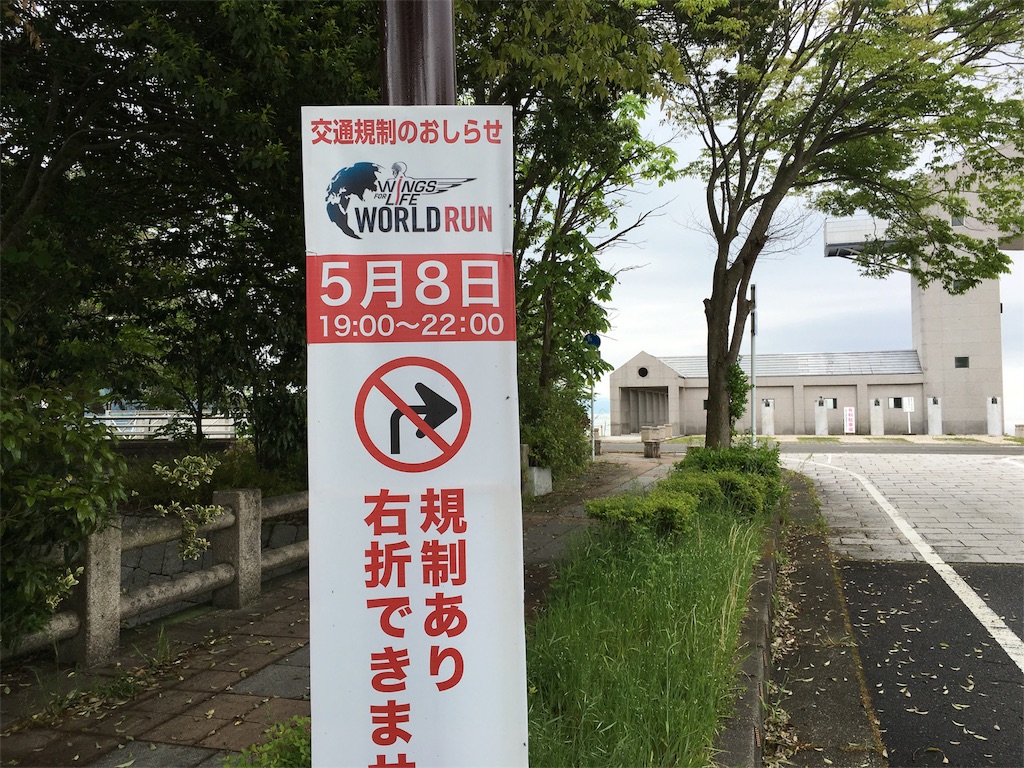 交通規制のおしらせ
WINGS
FOR LIFE
WORLD RUN
5月8日
19:00～22:00
規制あり
右折できませ